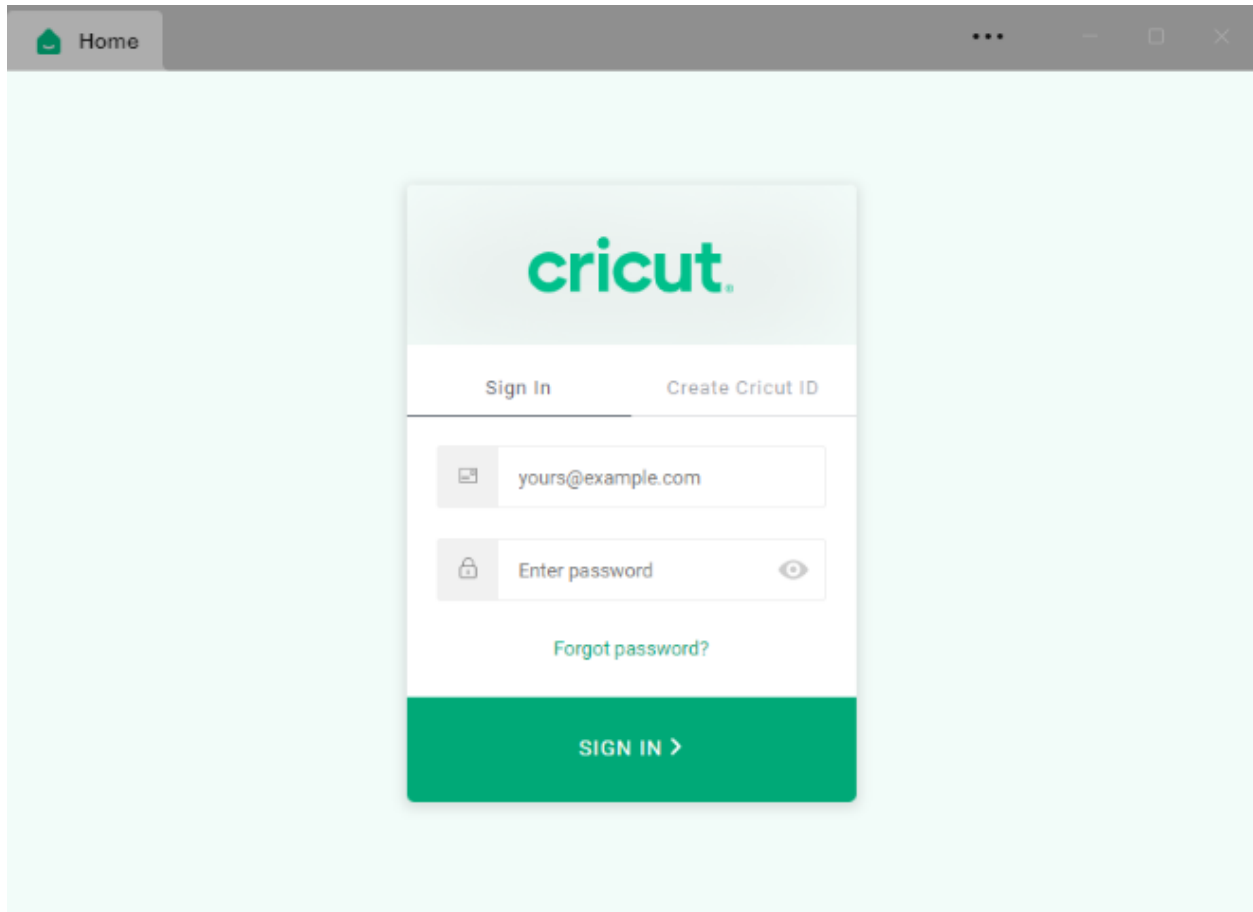 Home
cricut
Sign In
Create Cricut ID
yours@example.com
Enter password
Forgot password?
SIGN IN